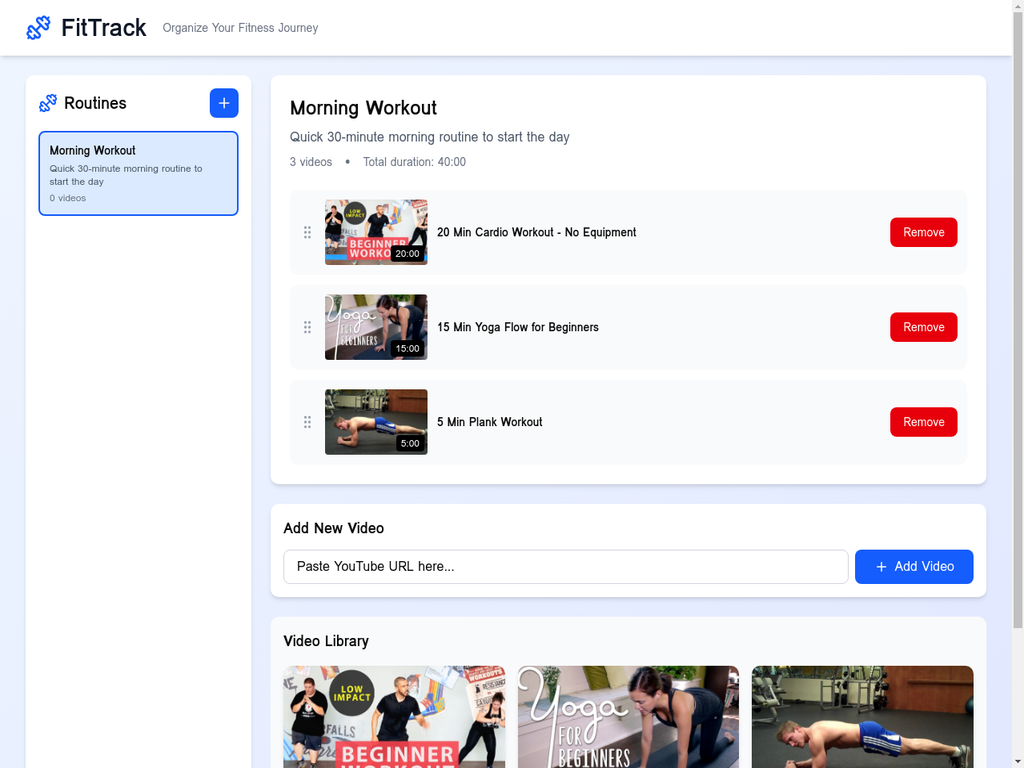 FitTrack
Organize Your Fitness Journey
Routines
Morning Workout
Quick 30-minute morning routine to
start the day
0 videos
Morning Workout
Quick 30-minute morning routine to start the day
3 videos • Total duration: 40:00
LOW
IMPACT
FALLS
BEGINNER
WORKO
20:00
20 Min Cardio Workout - No Equipment
Remove
Yoga
FOR
BEGINNERS
15:00
15 Min Yoga Flow for Beginners
Remove
5:00
5 Min Plank Workout
Remove
Add New Video
Paste YouTube URL here...
Add Video
Video Library
WORKOUTS
LOW
IMPACT
FALLS
BEGINNER
WORKOUT
Yoga
FOR
BEGINNERS